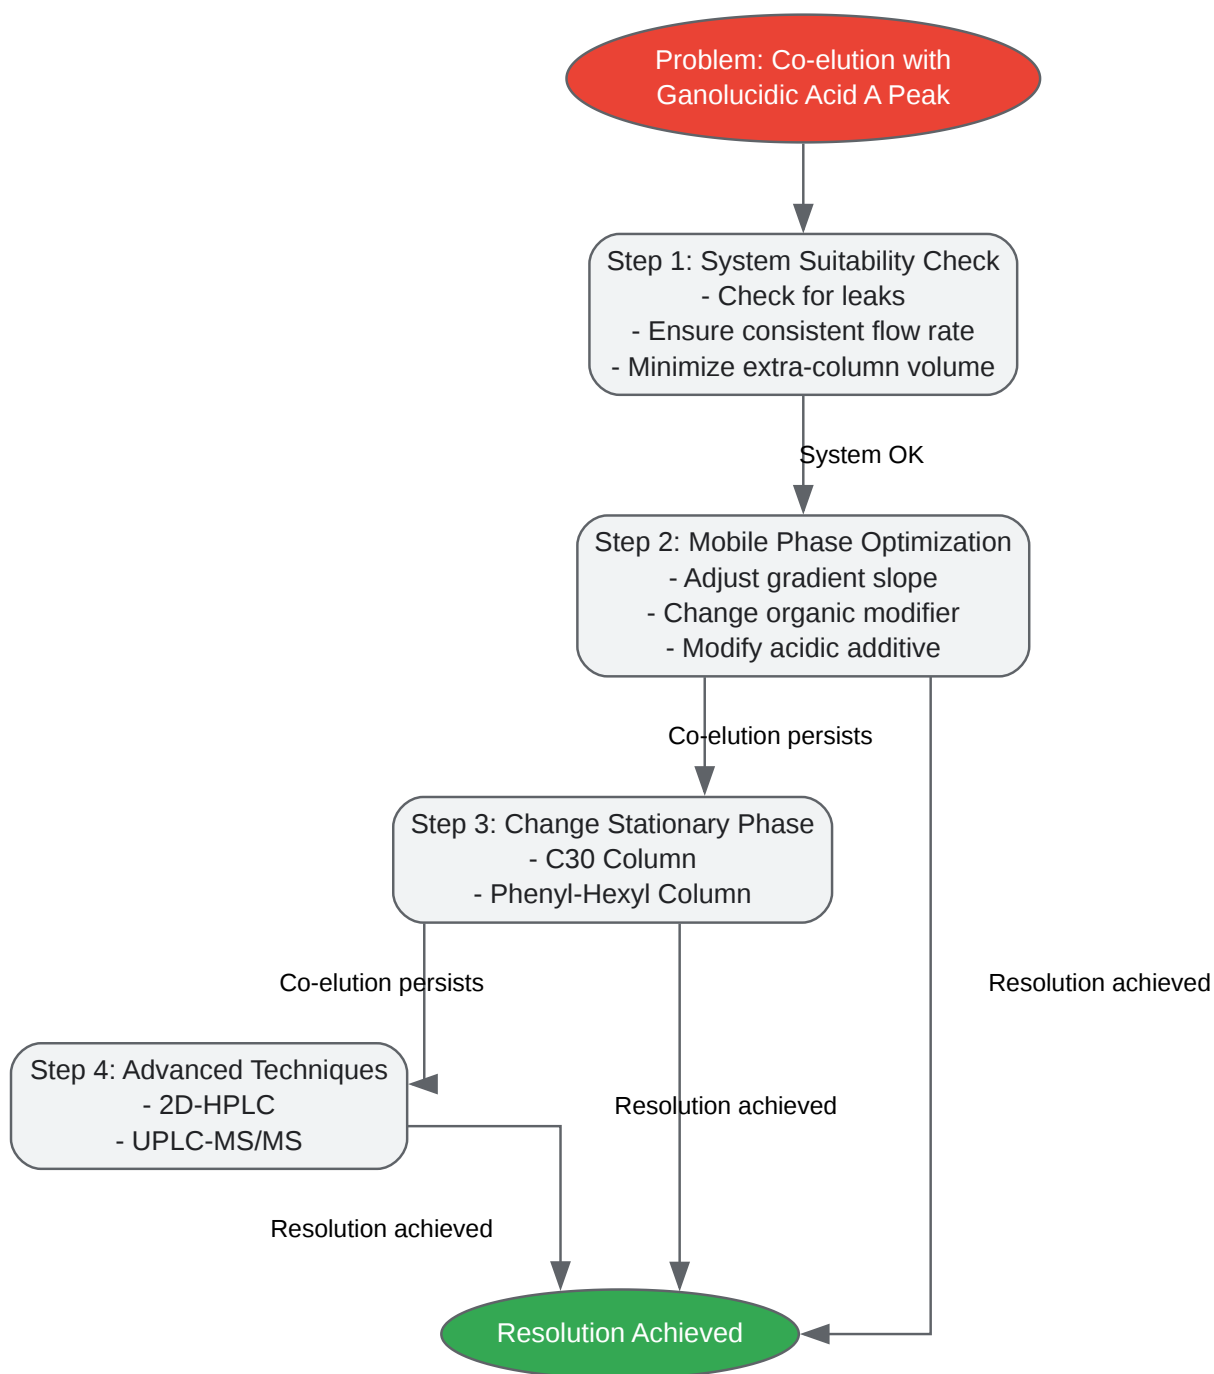 Problem: Co-elution with
Ganolucidic Acid A Peak
Step 1: System Suitability Check
- Check for leaks
- Ensure consistent flow rate
- Minimize extra-column volume
System OK
Step 2: Mobile Phase Optimization
- Adjust gradient slope
- Change organic modifier
- Modify acidic additive
Co-elution persists
Step 3: Change Stationary Phase
- C30 Column
- Phenyl-Hexyl Column
Co-elution persists
Resolution achieved
Step 4: Advanced Techniques
- 2D-HPLC
- UPLC-MS/MS
Resolution achieved
Resolution achieved
Resolution Achieved